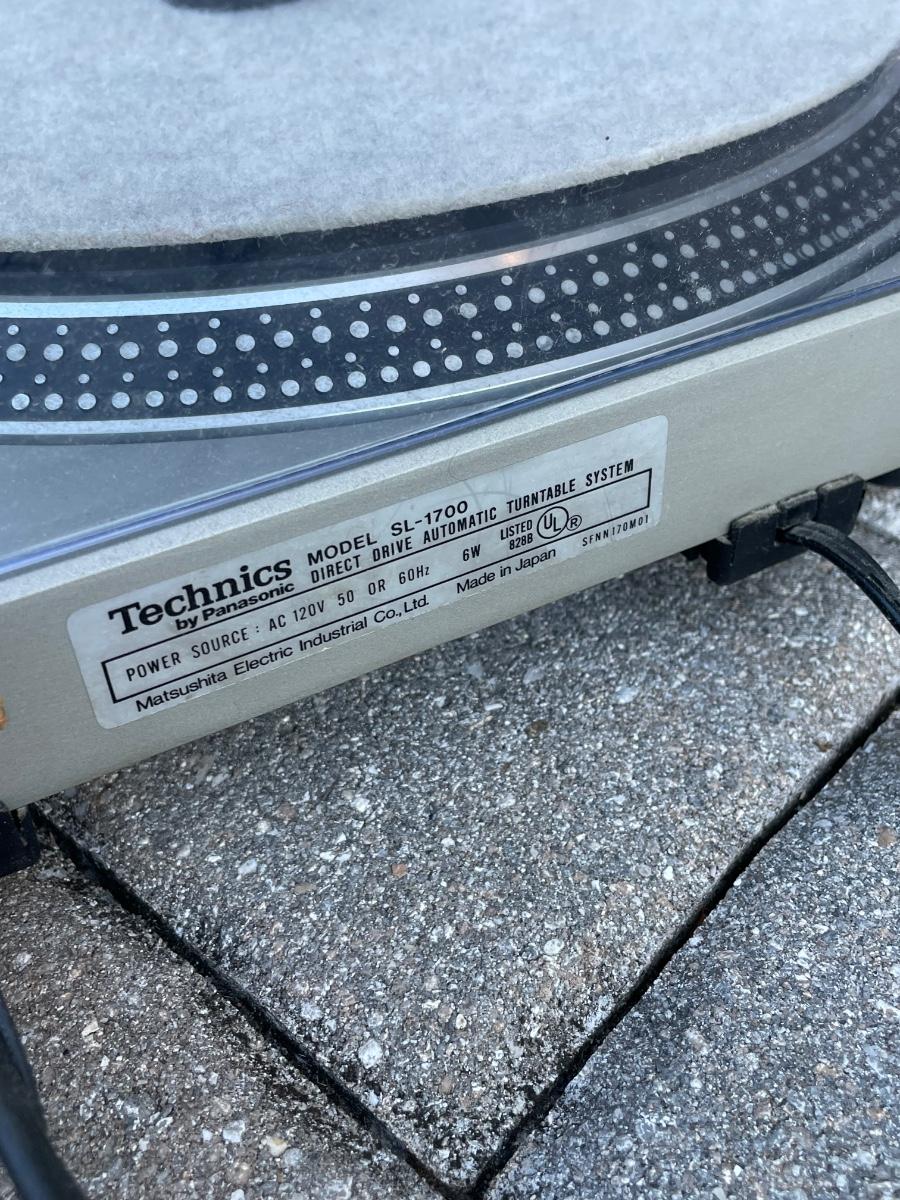 Technics MODEL SL-1700
by Panasonic DIRECT DRIVE AUTOMATIC TURNTABLE SYSTEM
POWER SOURCE : AC 120V 50 OR 60Hz 6W LISTED 828B UL ®
Matsushita Electric Industrial Co., Ltd. Made in Japan SFNN170M01